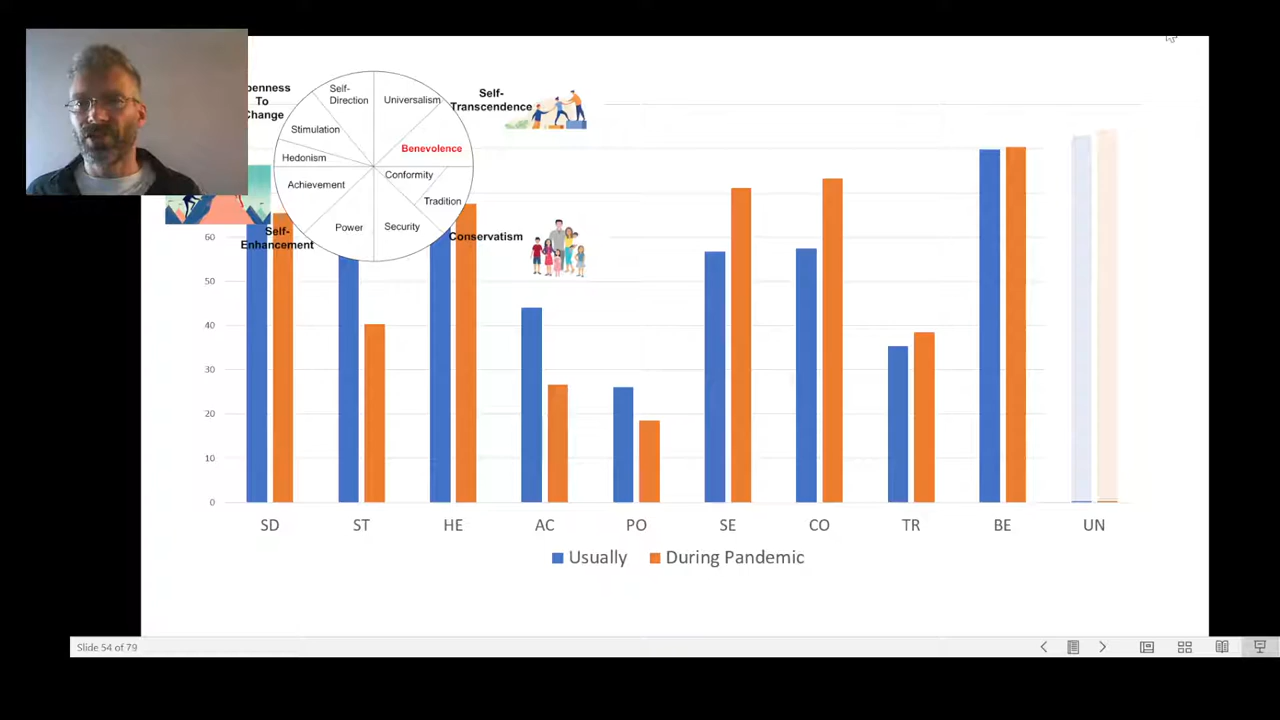 enness
To
Change
Self-
Direction
Universalism
Self-
Transcendence
Stimulation
Benevolence
Hedonism
Conformity
Achievement
Tradition
Power
Security
Self-
Enhancement
Conservatism
60
50
40
30
20
10
0
SD ST HE AC PO SE CO TR BE UN
Usually During Pandemic
Slide 54 of 79